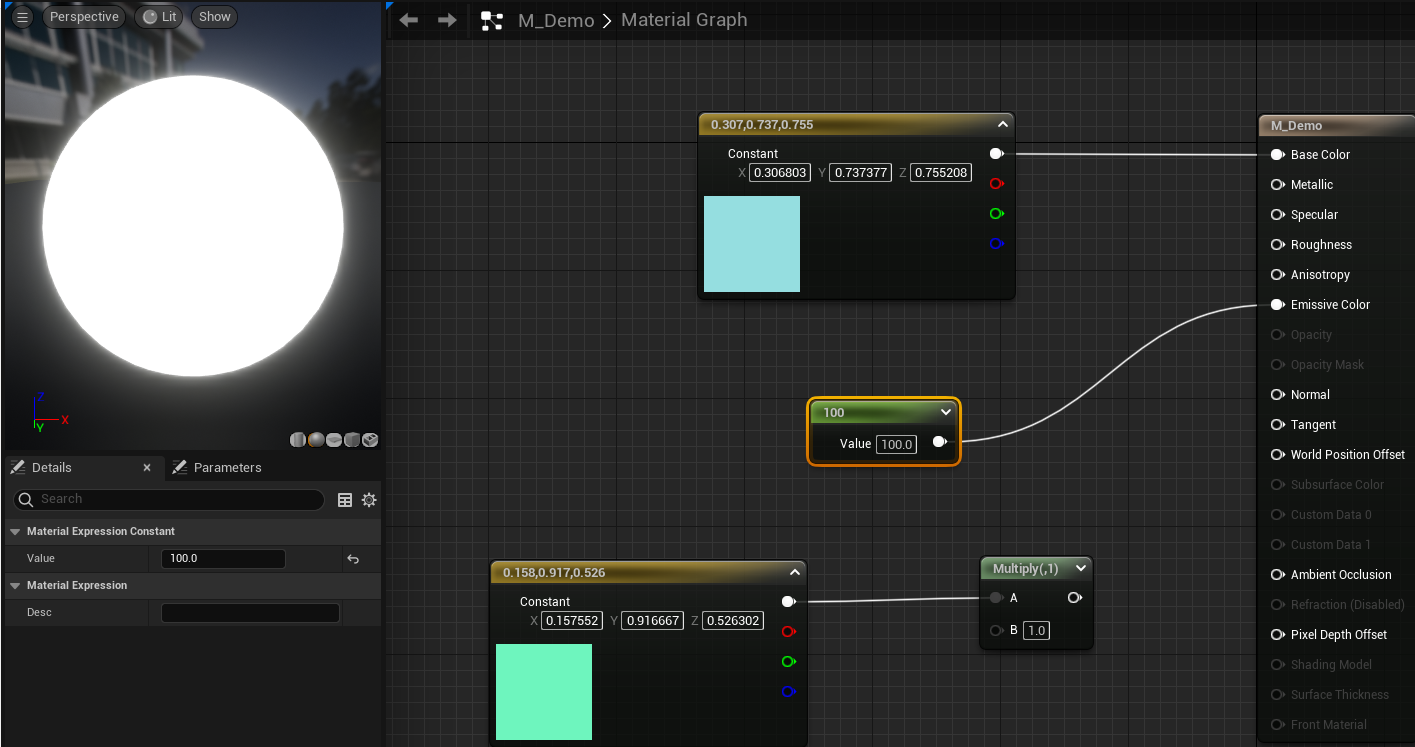 Perspective
Lit
Show
M_Demo > Material Graph
Z
X
Y
Details
×
Parameters
Search
Material Expression Constant
Value
100.0
Material Expression
Desc
0.307,0.737,0.755
Constant
X 0.306803 Y 0.737377 Z 0.755208
100
Value 100.0
0.158,0.917,0.526
Constant
X 0.157552 Y 0.916667 Z 0.526302
Multiply(,1)
A
B 1.0
M_Demo
Base Color
Metallic
Specular
Roughness
Anisotropy
Emissive Color
Opacity
Opacity Mask
Normal
Tangent
World Position Offset
Subsurface Color
Custom Data 0
Custom Data 1
Ambient Occlusion
Refraction (Disabled)
Pixel Depth Offset
Shading Model
Surface Thickness
Front Material